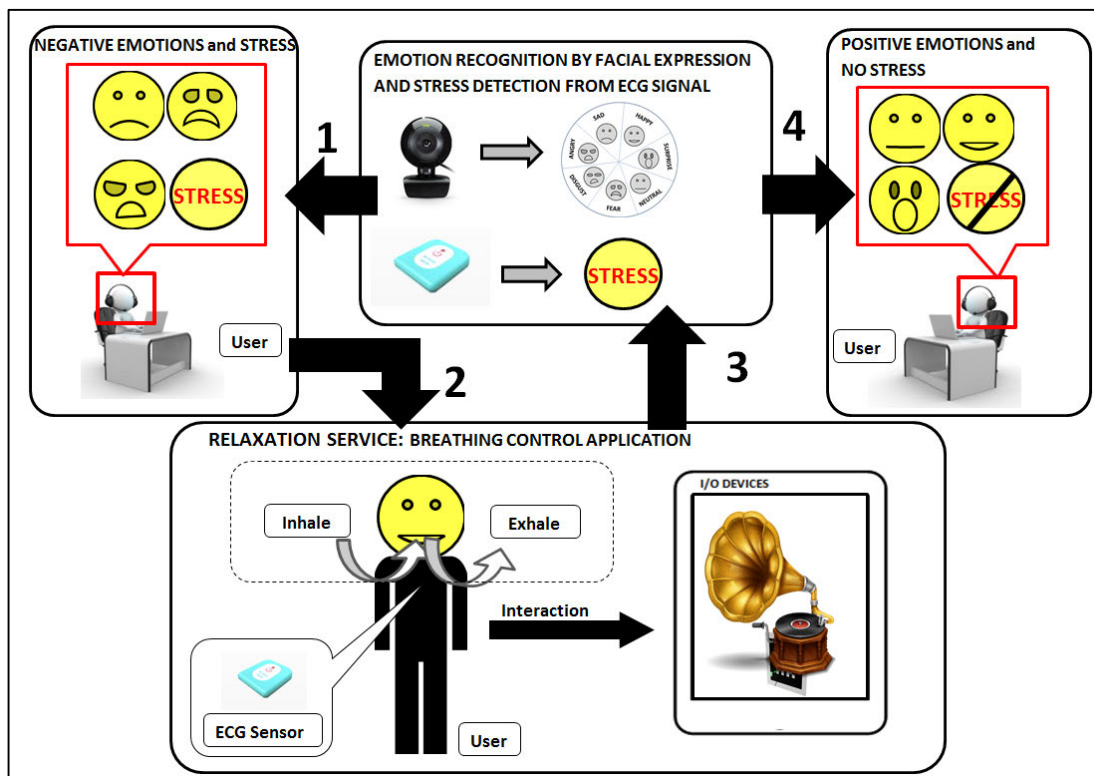 NEGATIVE EMOTIONS and STRESS
STRESS
User
1
EMOTION RECOGNITION BY FACIAL EXPRESSION
AND STRESS DETECTION FROM ECG SIGNAL
SAD
HAPPY
ANGRY
SURPRISE
DISGUST
NEUTRAL
FEAR
STRESS
4
POSITIVE EMOTIONS and
NO STRESS
STRESS
User
2
3
RELAXATION SERVICE: BREATHING CONTROL APPLICATION
Inhale
Exhale
Interaction
ECG Sensor
User
I/O DEVICES